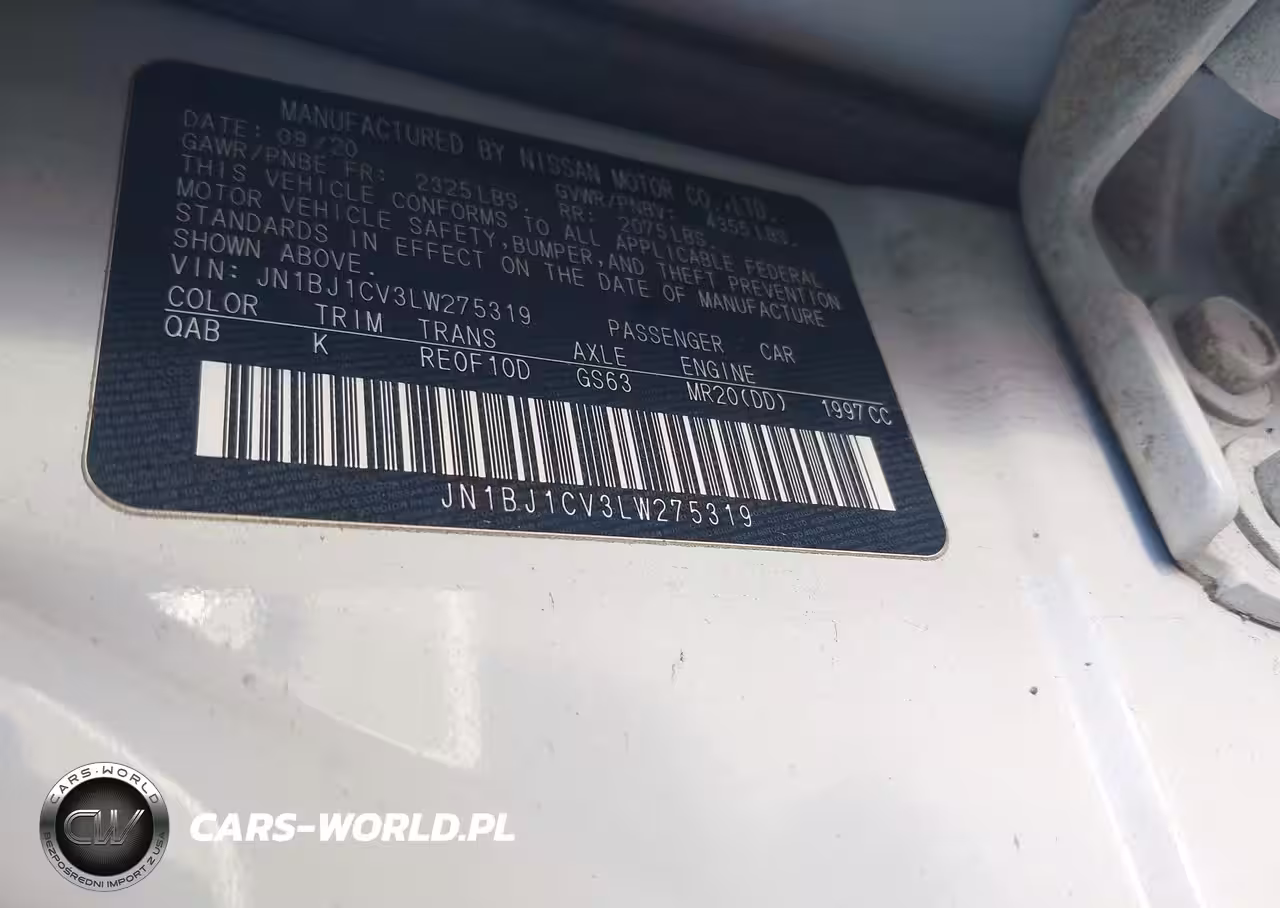 MANUFACTURED BY NISSAN MOTOR CO.,LTD.
DATE: 09/20 GVWR/PNBV: 4355LBS.
GAWR/PNBE FR: 2325LBS. RR: 2075LBS.
THIS VEHICLE CONFORMS TO ALL APPLICABLE FEDERAL
MOTOR VEHICLE SAFETY,BUMPER,AND THEFT PREVENTION
STANDARDS IN EFFECT ON THE DATE OF MANUFACTURE
SHOWN ABOVE.
VIN: JN1BJ1CV3LW275319 PASSENGER CAR
COLOR TRIM TRANS AXLE ENGINE
QAB K RE0F10D GS63 MR20(DD) 1997CC
JN1BJ1CV3LW275319
CARS-WORLD
CW
BEZPOŚREDNI IMPORT Z USA
CARS-WORLD.PL